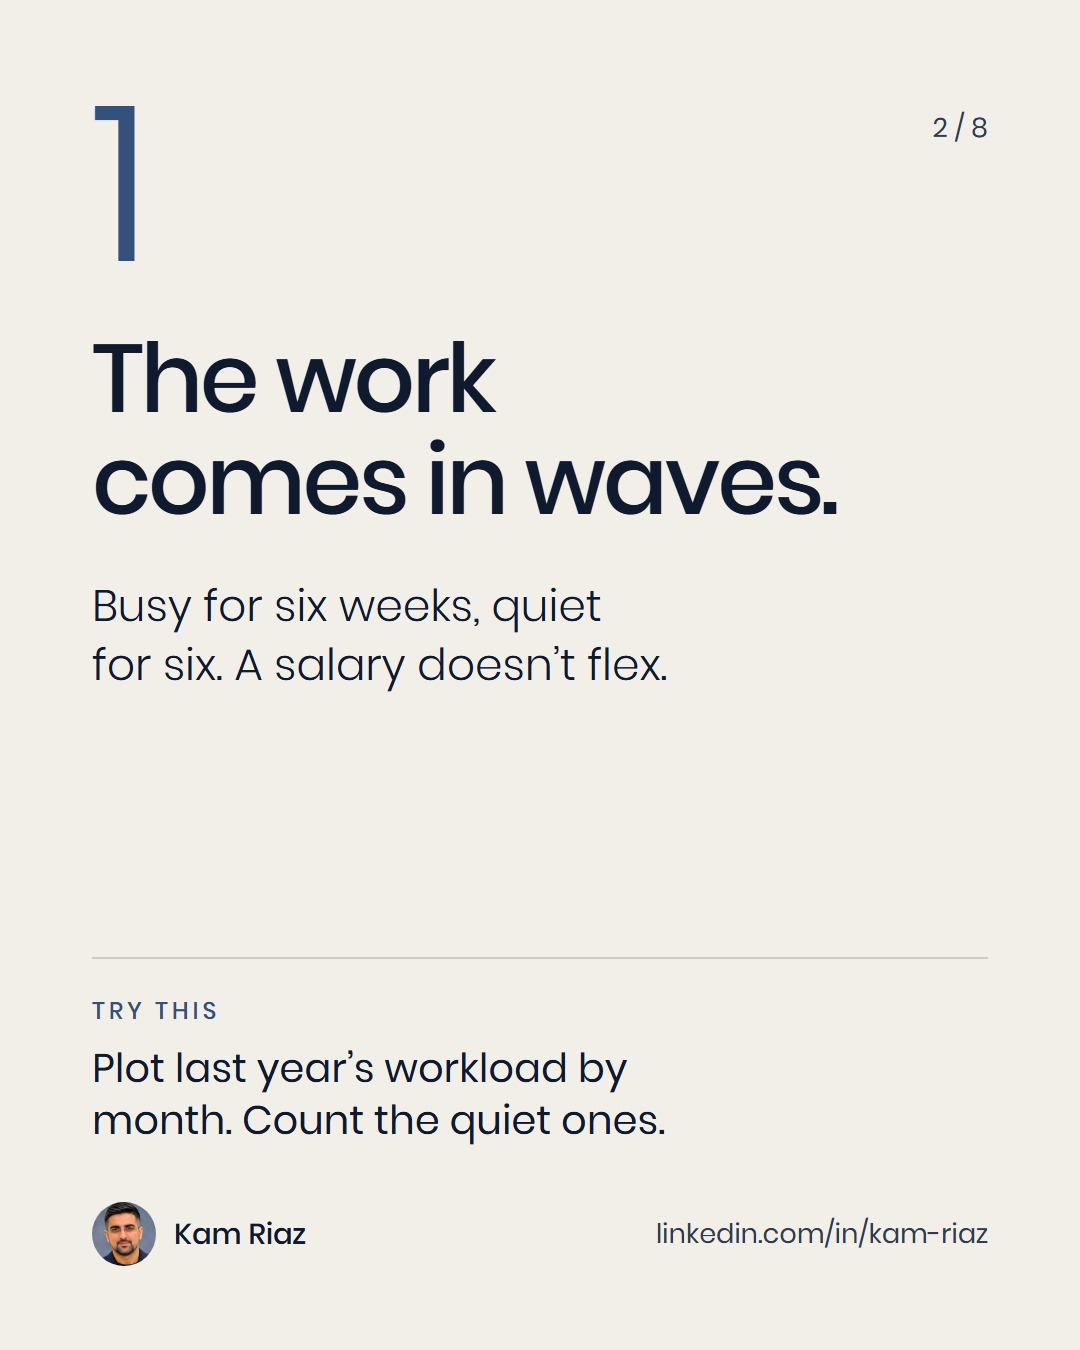 1
2 / 8
The work
comes in waves.
Busy for six weeks, quiet
for six. A salary doesn’t flex.
TRY THIS
Plot last year’s workload by
month. Count the quiet ones.
Kam Riaz
linkedin.com/in/kam-riaz